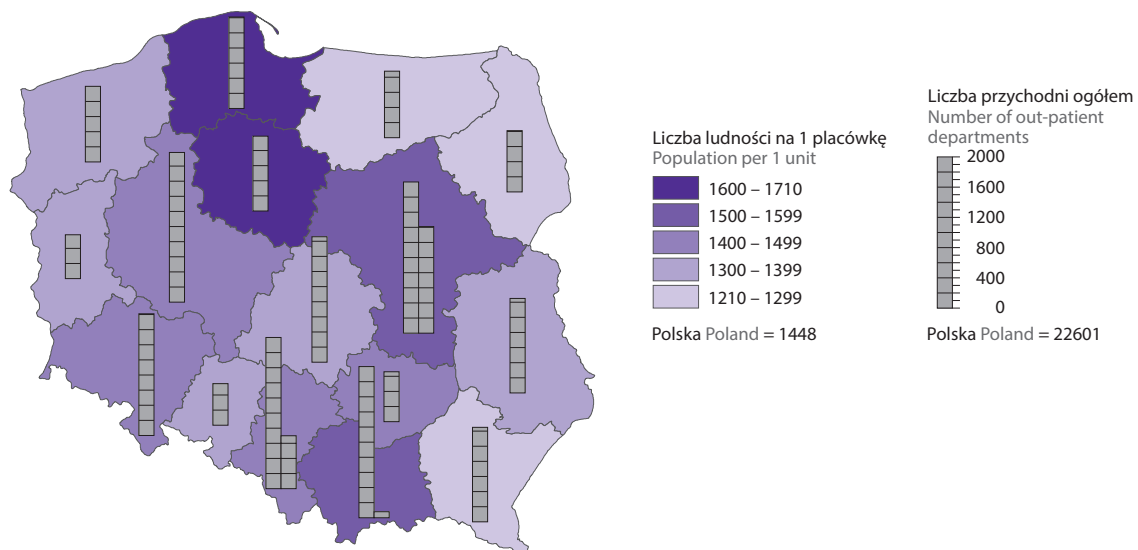 Liczba ludności na 1 placówkę
Population per 1 unit
1600 – 1710
1500 – 1599
1400 – 1499
1300 – 1399
1210 – 1299
Polska Poland = 1448
Liczba przychodni ogółem
Number of out-patient
departments
2000
1600
1200
800
400
0
Polska Poland = 22601